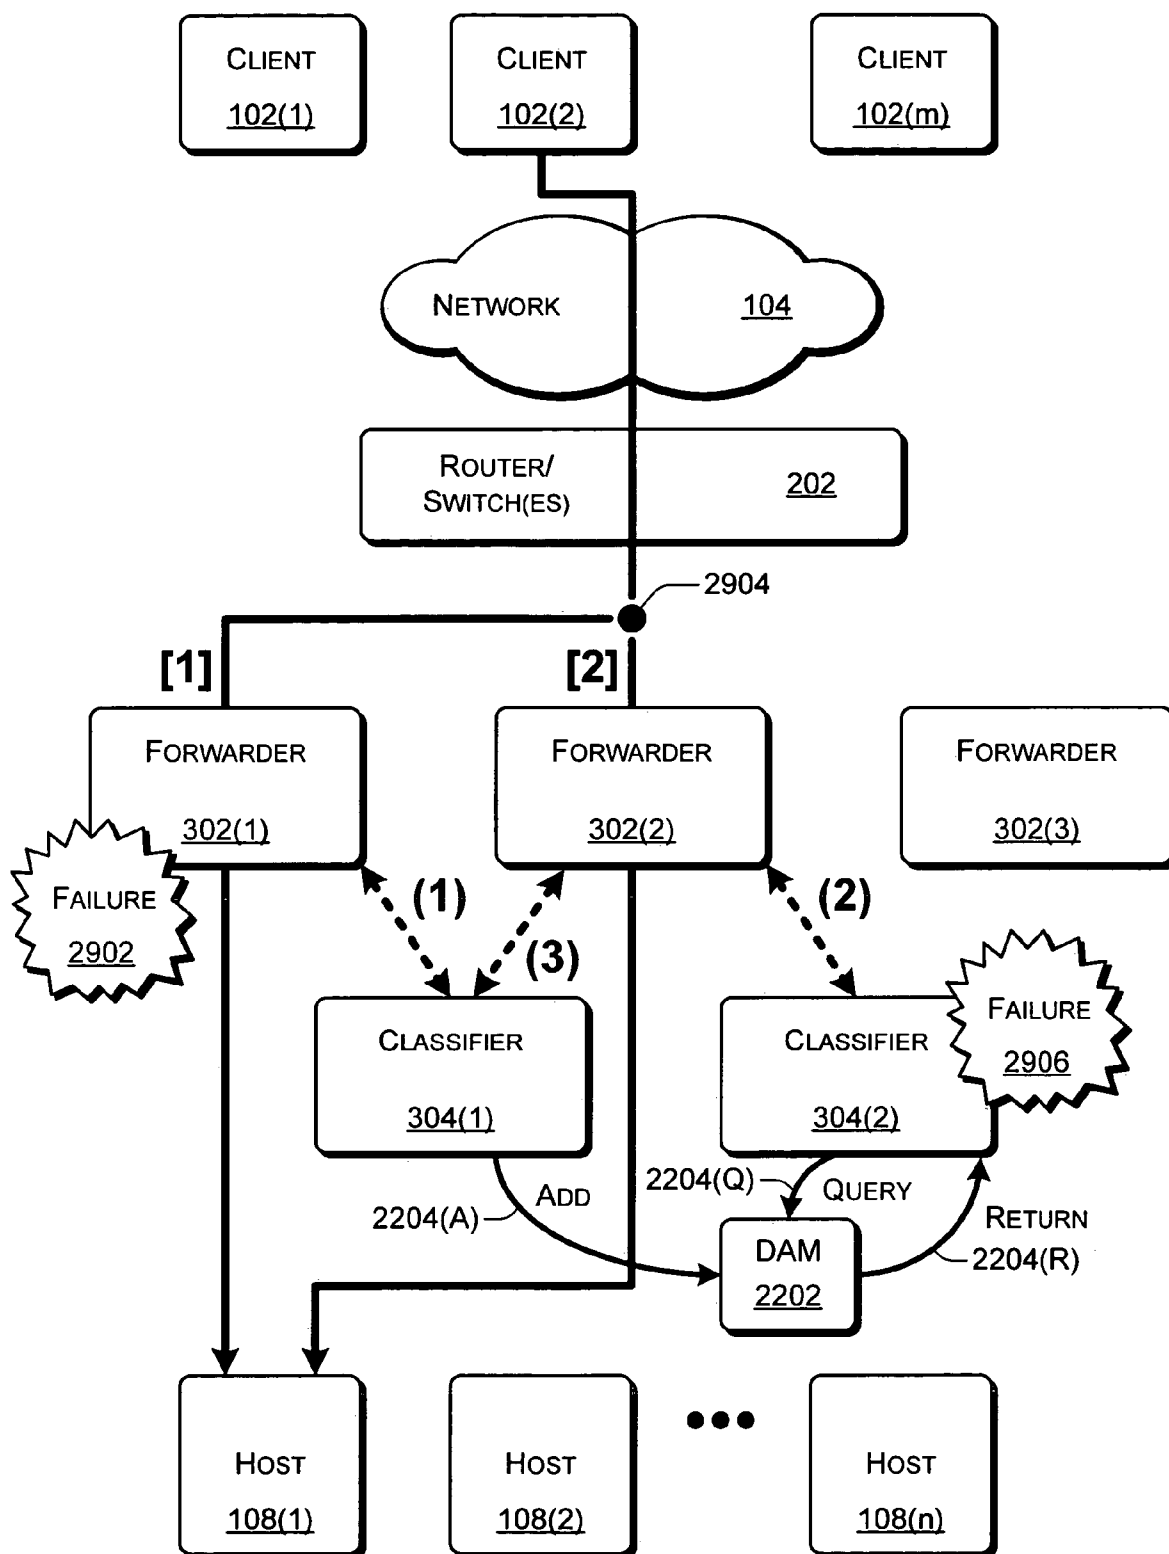 CLIENT
102(1)
CLIENT
102(2)
CLIENT
102(m)
NETWORK
104
ROUTER/
SWITCH(ES)
202
2904
[1]
[2]
FORWARDER
302(1)
FORWARDER
302(2)
FORWARDER
302(3)
FAILURE
2902
(1)
(3)
(2)
CLASSIFIER
304(1)
CLASSIFIER
304(2)
FAILURE
2906
2204(A)
ADD
2204(Q)
QUERY
DAM
2202
RETURN
2204(R)
HOST
108(1)
HOST
108(2)
HOST
108(n)